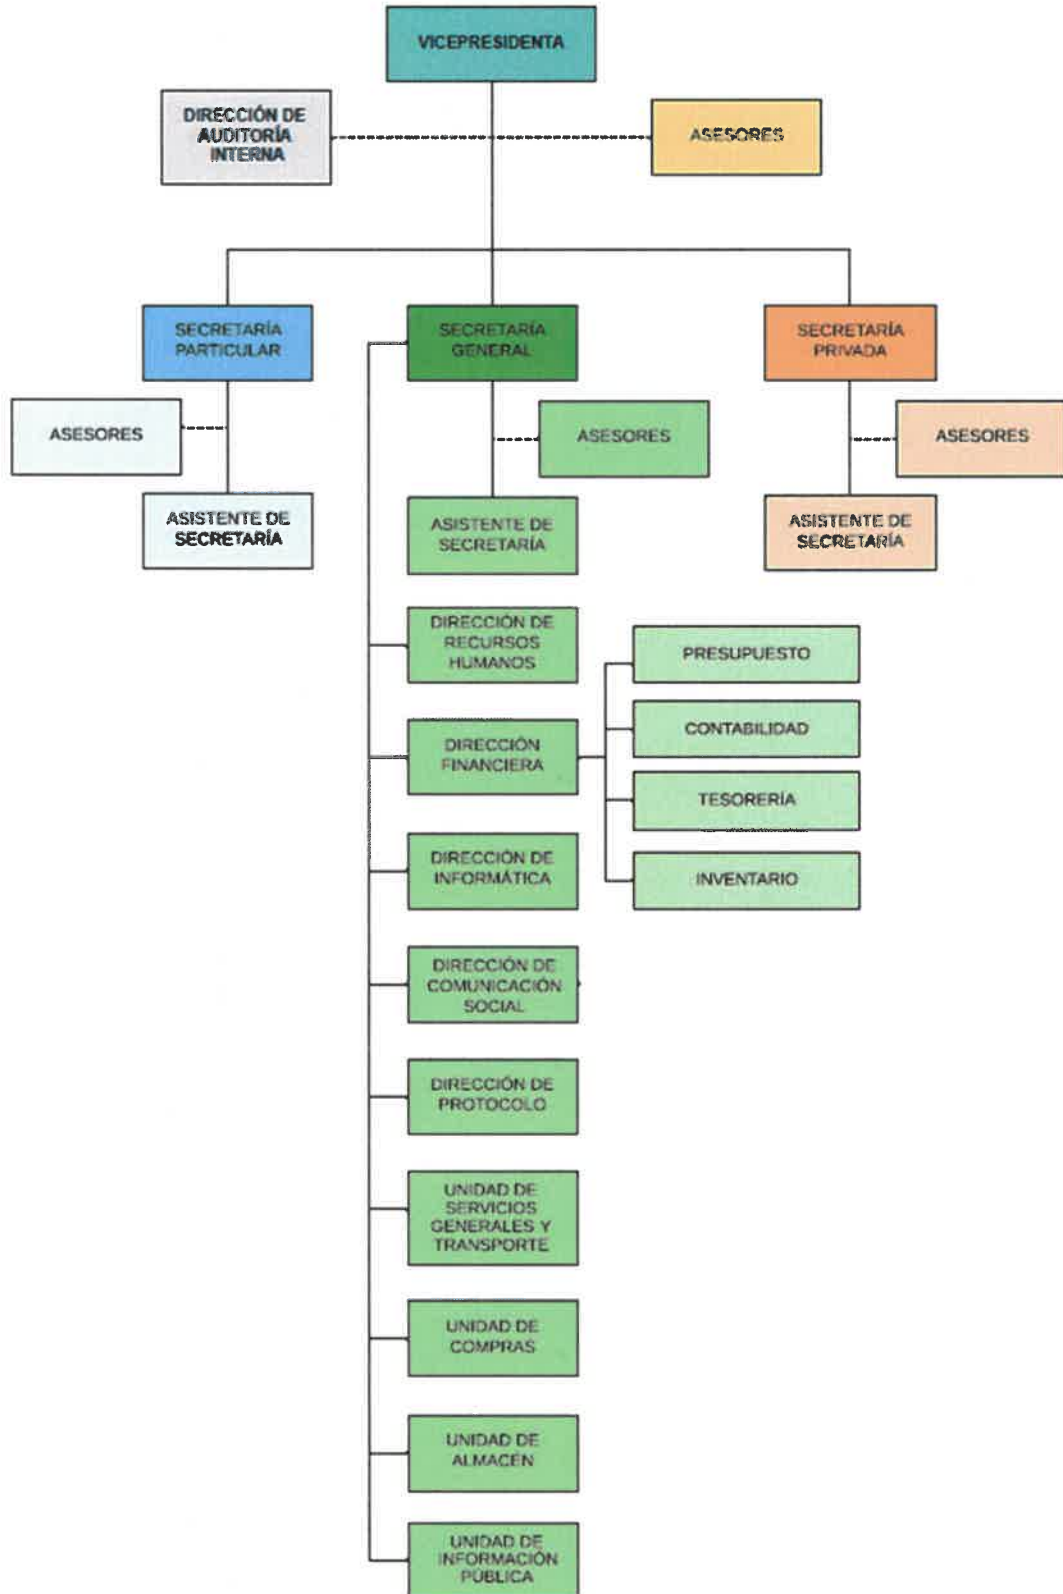 VICEPRESIDENTA
DIRECCIÓN DE
AUDITORÍA
INTERNA
ASESORES
SECRETARÍA
PARTICULAR
SECRETARÍA
GENERAL
SECRETARÍA
PRIVADA
ASESORES
ASESORES
ASESORES
ASISTENTE DE
SECRETARÍA
ASISTENTE DE
SECRETARÍA
ASISTENTE DE
SECRETARÍA
DIRECCIÓN DE
RECURSOS
HUMANOS
PRESUPUESTO
CONTABILIDAD
DIRECCIÓN
FINANCIERA
TESORERÍA
DIRECCIÓN DE
INFORMÁTICA
INVENTARIO
DIRECCIÓN DE
COMUNICACIÓN
SOCIAL
DIRECCIÓN DE
PROTOCOLO
UNIDAD DE
SERVICIOS
GENERALES Y
TRANSPORTE
UNIDAD DE
COMPRAS
UNIDAD DE
ALMACÉN
UNIDAD DE
INFORMACIÓN
PÚBLICA